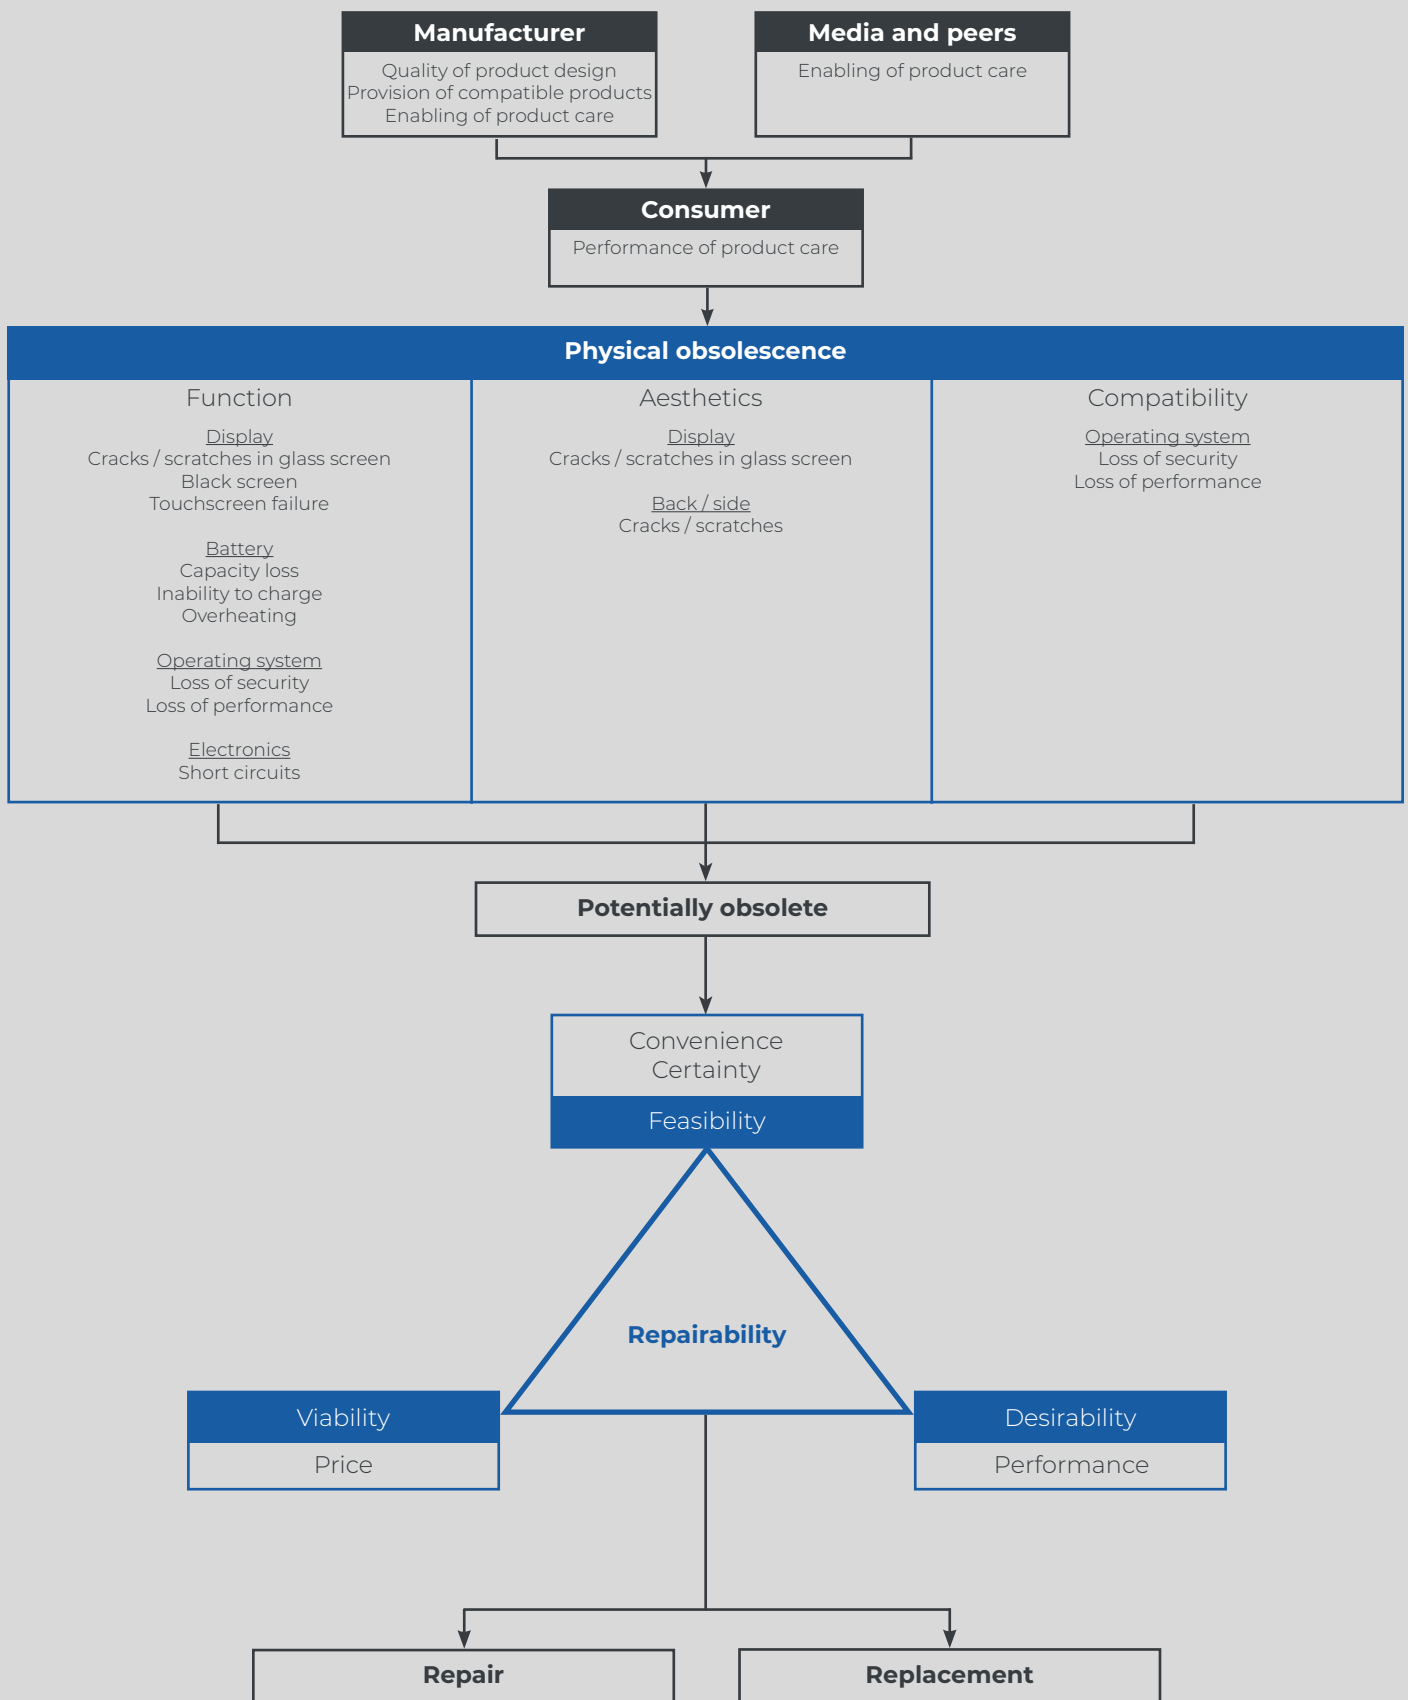 Manufacturer
Quality of product design
Provision of compatible products
Enabling of product care
Media and peers
Enabling of product care
Consumer
Performance of product care
Physical obsolescence
Function
Display
Cracks / scratches in glass screen
Black screen
Touchscreen failure
Battery
Capacity loss
Inability to charge
Overheating
Operating system
Loss of security
Loss of performance
Electronics
Short circuits
Aesthetics
Display
Cracks / scratches in glass screen
Back / side
Cracks / scratches
Compatibility
Operating system
Loss of security
Loss of performance
Potentially obsolete
Convenience
Certainty
Feasibility
Repairability
Viability
Price
Desirability
Performance
Repair
Replacement